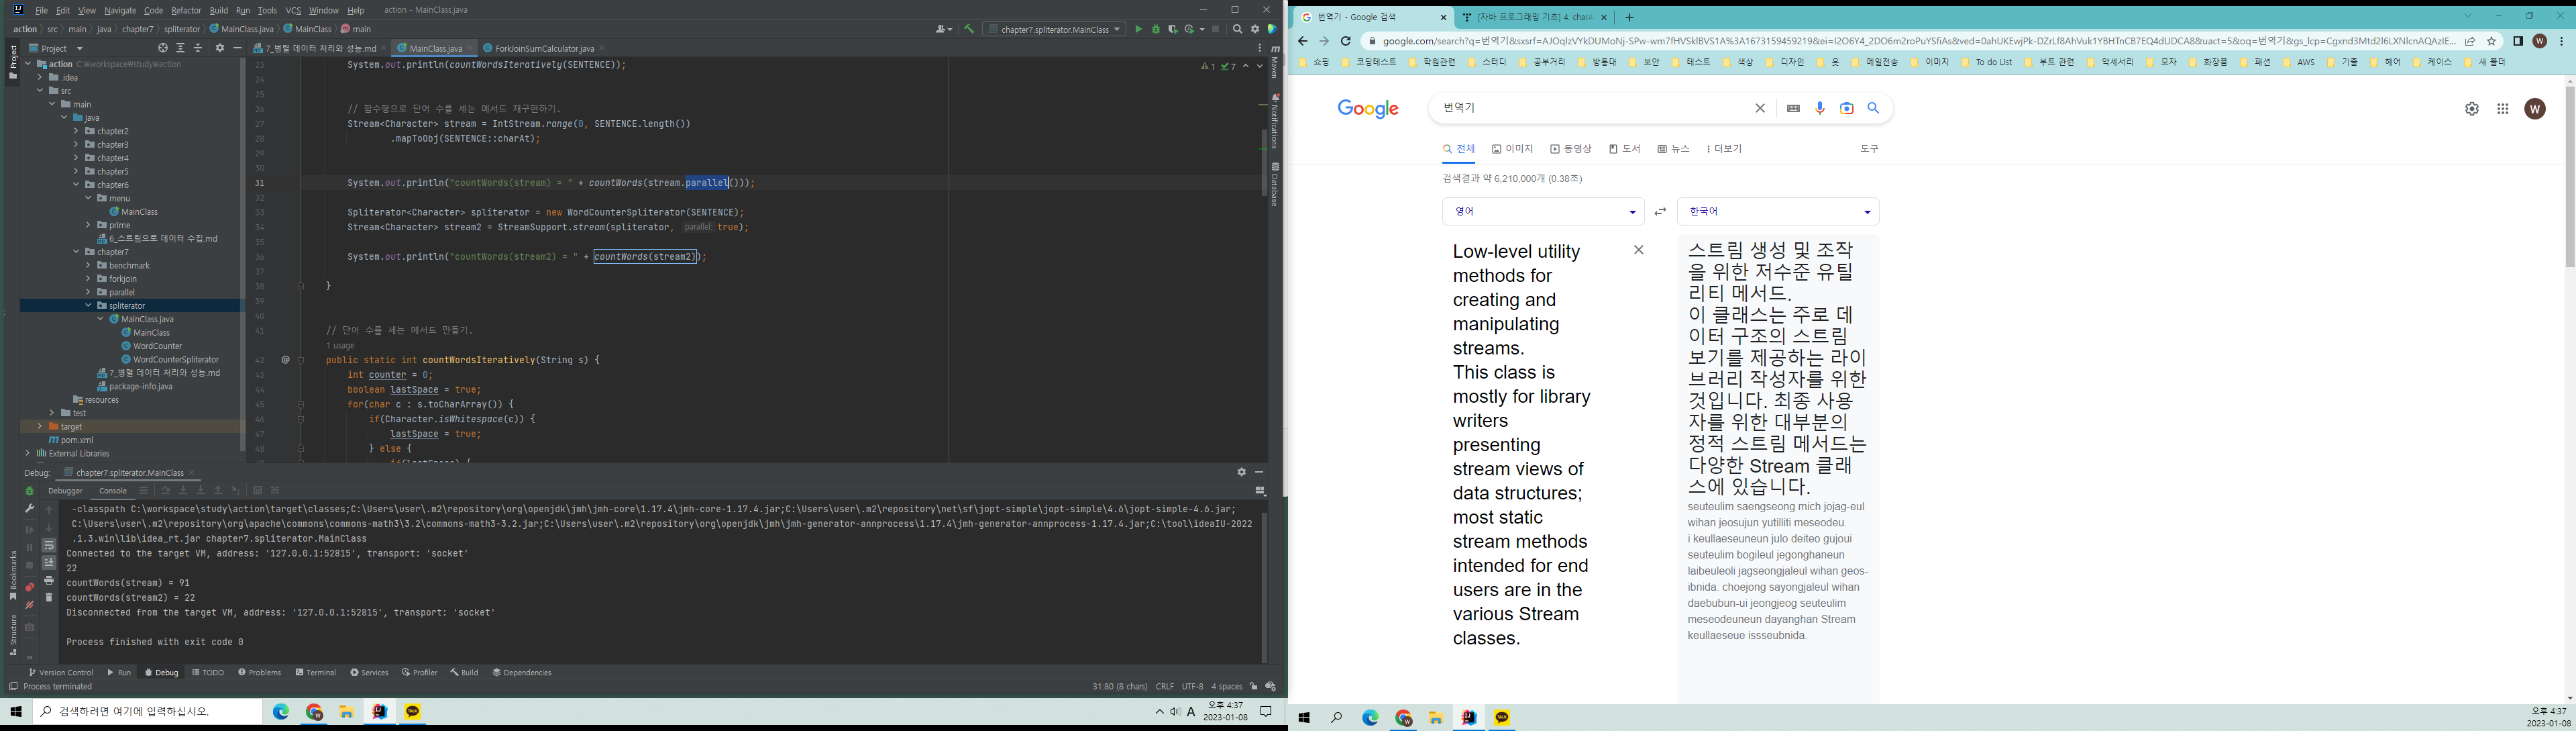 File Edit View Navigate Code Refactor Build Run Tools VCS Window Help action - MainClass.java
action src main java chapter7 spliterator MainClass.java MainClass main
chapter7.spliterator.MainClass
Project
7_병렬 데이터 처리와 성능.md MainClass.java ForkJoinSumCalculator.java
action C:\workspace\study\action
.idea
src
main
java
chapter2
chapter3
chapter4
chapter5
chapter6
menu
MainClass
prime
6_스트림으로 데이터 수집.md
chapter7
benchmark
forkjoin
parallel
spliterator
MainClass.java
MainClass
WordCounter
WordCounterSpliterator
7_병렬 데이터 처리와 성능.md
package-info.java
resources
test
target
pom.xml
External Libraries
Project
Bookmarks
Structure
Maven
Notifications
Database
1 7
23 System.out.println(countWordsIteratively(SENTENCE));
24
25
26 // 함수형으로 단어 수를 세는 메서드 재구현하기.
27 Stream<Character> stream = IntStream.range(0, SENTENCE.length())
28 .mapToObj(SENTENCE::charAt);
29
30
31 System.out.println("countWords(stream) = " + countWords(stream.parallel()));
32
33 Spliterator<Character> spliterator = new WordCounterSpliterator(SENTENCE);
34 Stream<Character> stream2 = StreamSupport.stream(spliterator, parallel: true);
35
36 System.out.println("countWords(stream2) = " + countWords(stream2));
37
38 }
39
40
41 // 단어 수를 세는 메서드 만들기.
1 usage
42 @ public static int countWordsIteratively(String s) {
43 int counter = 0;
44 boolean lastSpace = true;
45 for(char c : s.toCharArray()) {
46 if(Character.isWhitespace(c)) {
47 lastSpace = true;
48 } else {
Debug: chapter7.spliterator.MainClass
Debugger Console
-classpath C:\workspace\study\action\target\classes;C:\Users\user\.m2\repository\org\openjdk\jmh\jmh-core\1.17.4\jmh-core-1.17.4.jar;C:\Users\user\.m2\repository\net\sf\jopt-simple\jopt-simple\4.6\jopt-simple-4.6.jar;
C:\Users\user\.m2\repository\org\apache\commons\commons-math3\3.2\commons-math3-3.2.jar;C:\Users\user\.m2\repository\org\openjdk\jmh\jmh-generator-annprocess\1.17.4\jmh-generator-annprocess-1.17.4.jar;C:\tool\ideaIU-2022
.1.3.win\lib\idea_rt.jar chapter7.spliterator.MainClass
Connected to the target VM, address: '127.0.0.1:52815', transport: 'socket'
22
countWords(stream) = 91
countWords(stream2) = 22
Disconnected from the target VM, address: '127.0.0.1:52815', transport: 'socket'
Process finished with exit code 0
Version Control Run Debug TODO Problems Terminal Services Profiler Build Dependencies
Process terminated 31:80 (8 chars) CRLF UTF-8 4 spaces
검색하려면 여기에 입력하십시오.
A 오후 4:37
2023-01-08
번역기 - Google 검색 [자바 프로그래밍 기초] 4. charA
쇼핑 코딩테스트 학원관련 스터디 공부거리 방통대 보안 테스트 색상 디자인 옷 메일전송 이미지 To do List 부트 관련 악세서리 모자 화장품 패션 AWS 기출 헤어 케이스 새 폴더
Google 번역기
W
전체 이미지 동영상 도서 뉴스 더보기 도구
검색결과 약 6,210,000개 (0.38초)
영어 한국어
Low-level utility
methods for
creating and
manipulating
streams.
This class is
mostly for library
writers
presenting
stream views of
data structures;
most static
stream methods
intended for end
users are in the
various Stream
classes.
스트림 생성 및 조작
을 위한 저수준 유틸
리티 메서드.
이 클래스는 주로 데
이터 구조의 스트림
보기를 제공하는 라이
브러리 작성자를 위한
것입니다. 최종 사용
자를 위한 대부분의
정적 스트림 메서드는
다양한 Stream 클래
스에 있습니다.
seuteulim saengseong mich jojag-eul
wihan jeosujun yutilliti meseodeu.
i keullaeseuneun julo deiteo gujoui
seuteulim bogileul jegonghaneun
laibeuleoli jagseongjaleul wihan geos-
ibnida. choejong sayongjaleul wihan
daebubun-ui jeongjeog seuteulim
meseodeuneun dayanghan Stream
keullaeseue issseubnida.
오후 4:37
2023-01-08